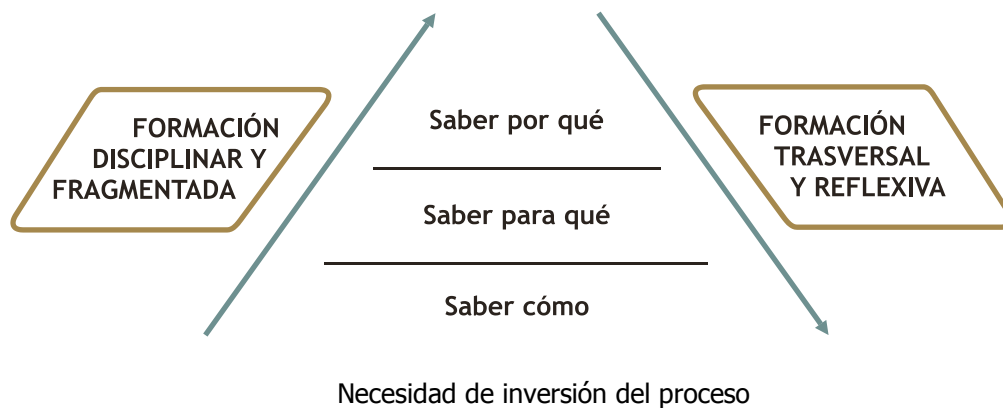 FORMACIÓN
DISCIPLINAR Y
FRAGMENTADA
Saber por qué
Saber para qué
Saber cómo
FORMACIÓN
TRASVERSAL
Y REFLEXIVA
Necesidad de inversión del proceso